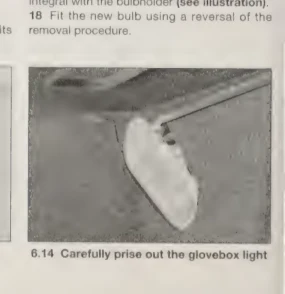 integral with the bulbholder (see illustration).
18 Fit the new bulb using a reversal of the
removal procedure.
its
6.14 Carefully prise out the glovebox light